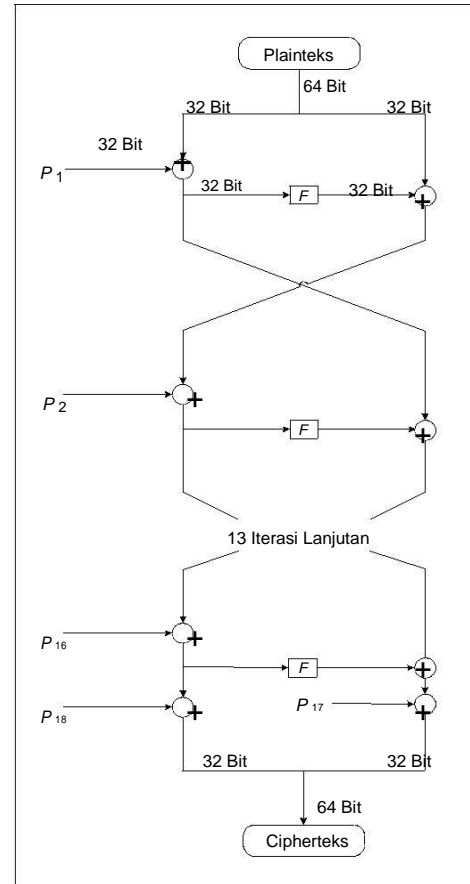 Plainteks
64 Bit
32 Bit 32 Bit
32 Bit
P 1
32 Bit F 32 Bit
P 2
F
13 Iterasi Lanjutan
P 16
F
P 18 P 17
32 Bit 32 Bit
64 Bit
Cipherteks